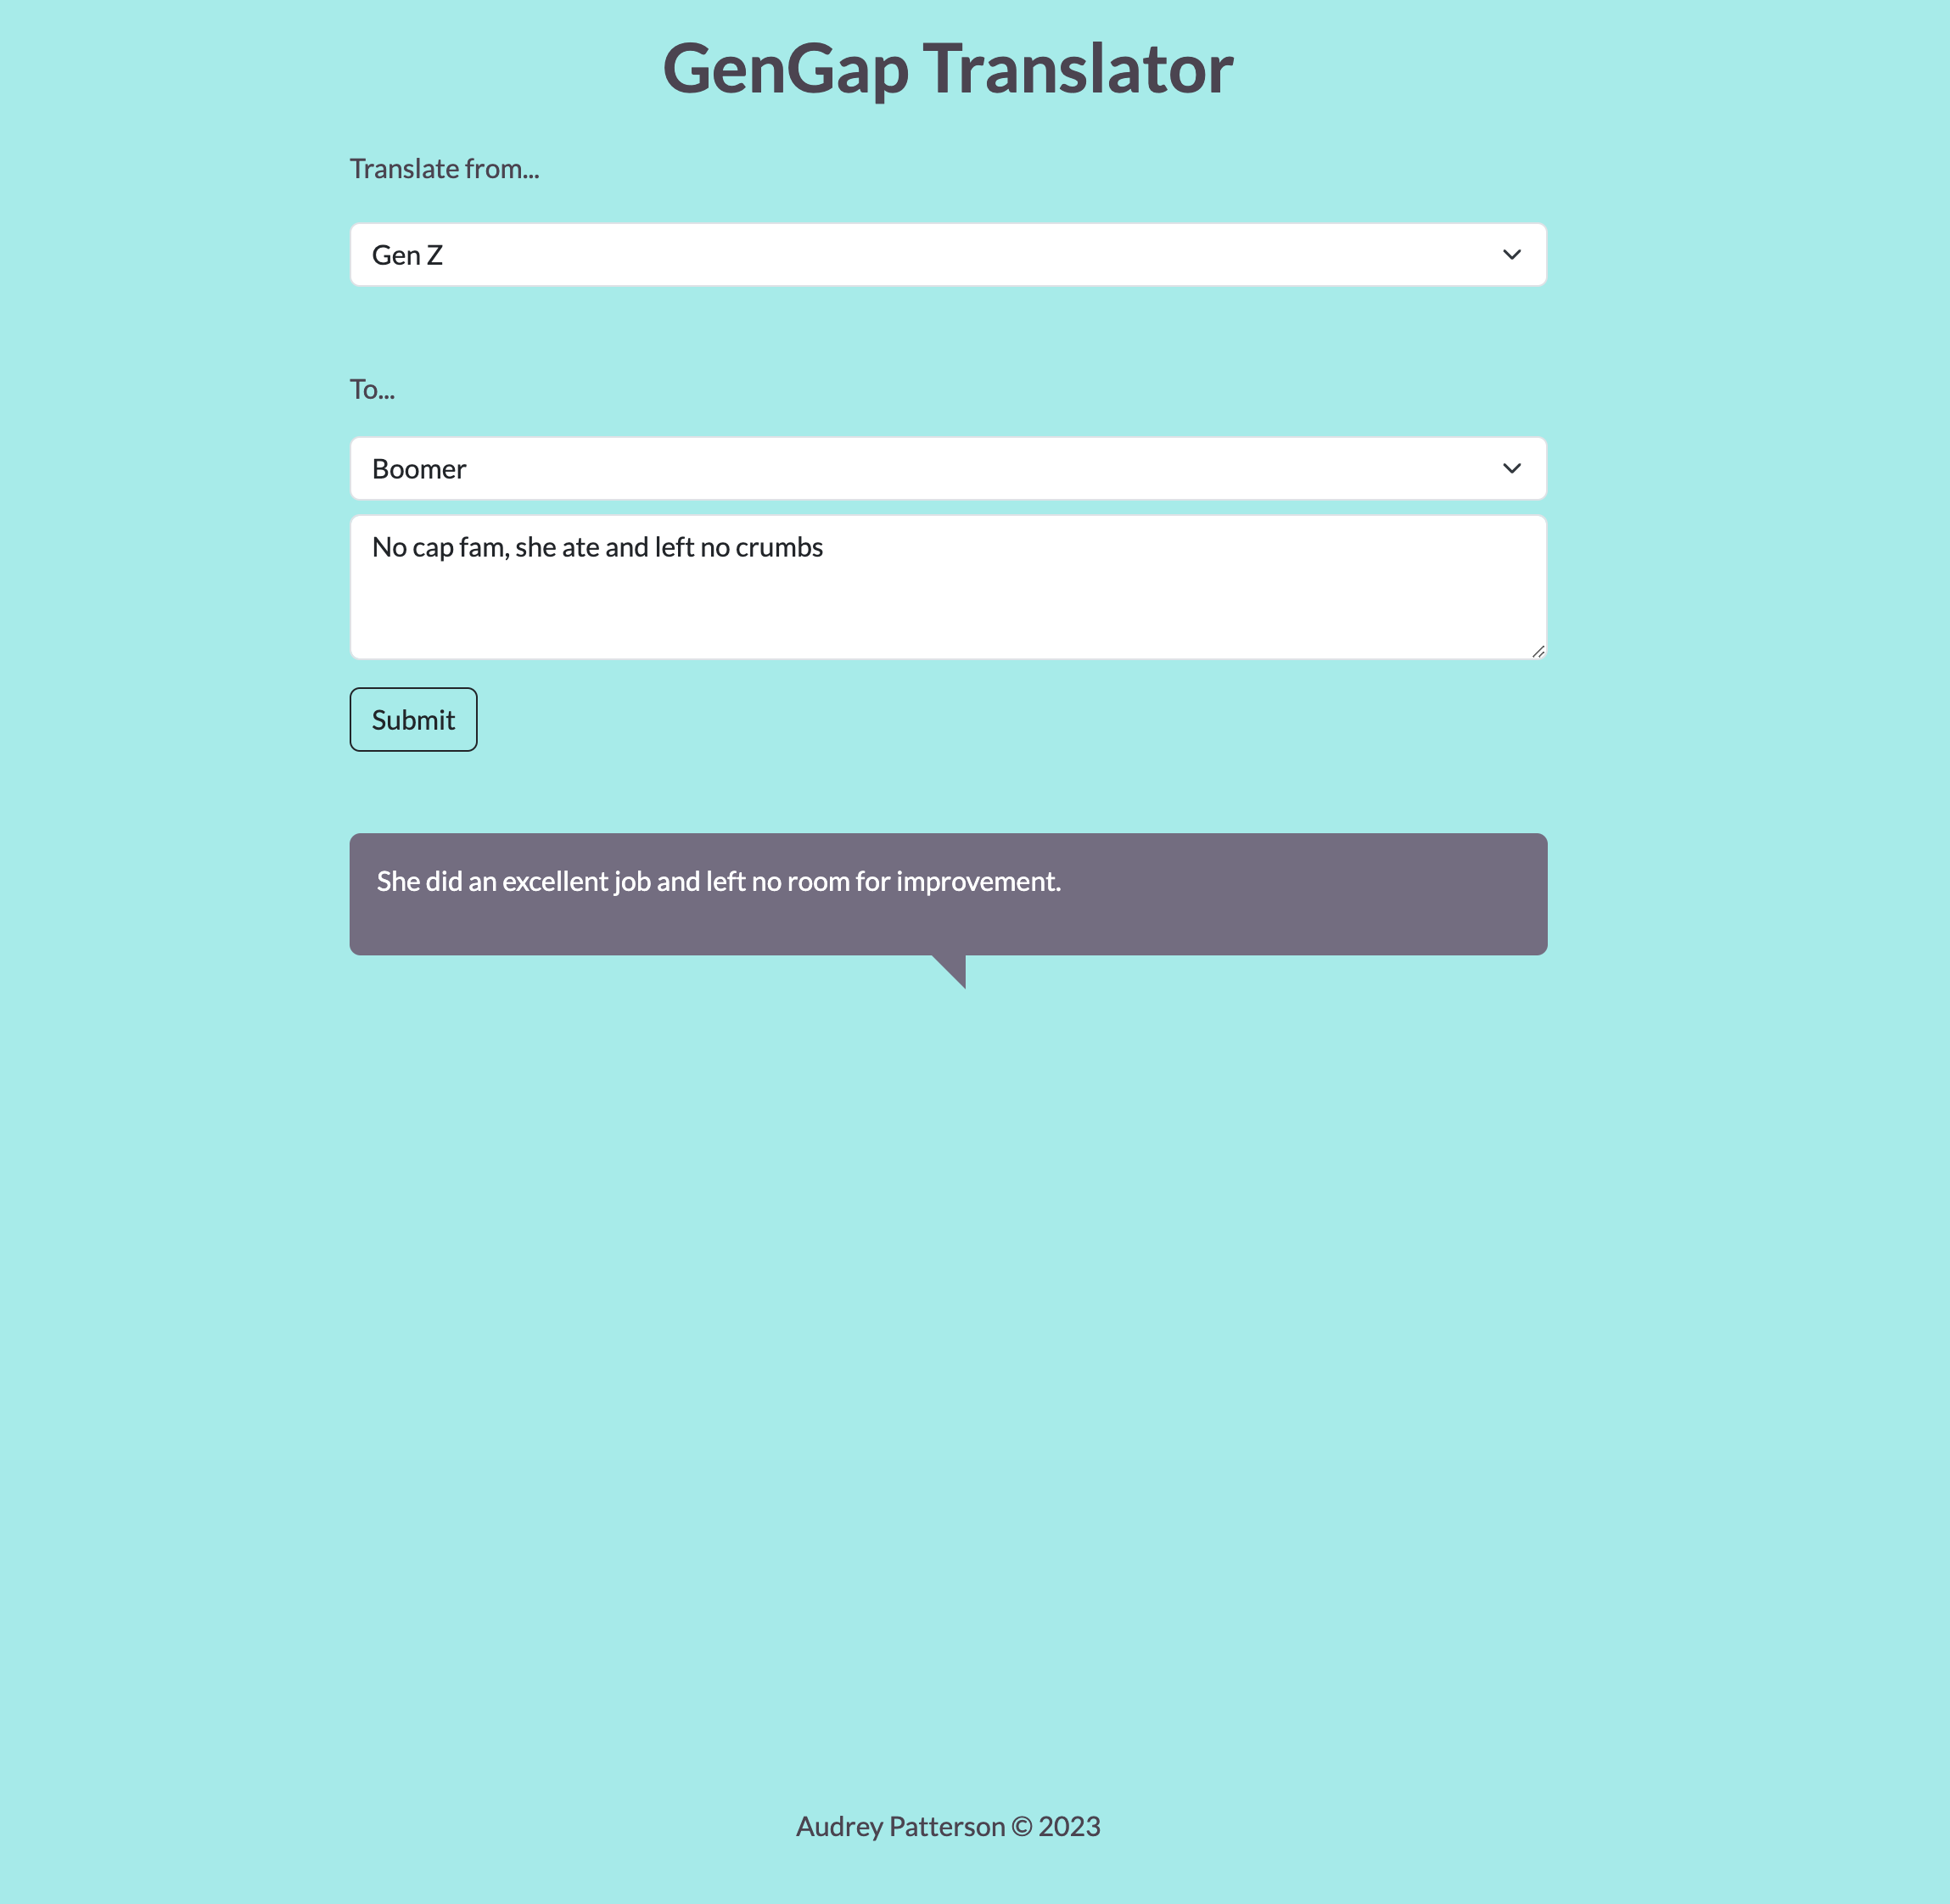 GenGap Translator
Translate from...
Gen Z
To...
Boomer
No cap fam, she ate and left no crumbs
Submit
She did an excellent job and left no room for improvement.
Audrey Patterson © 2023